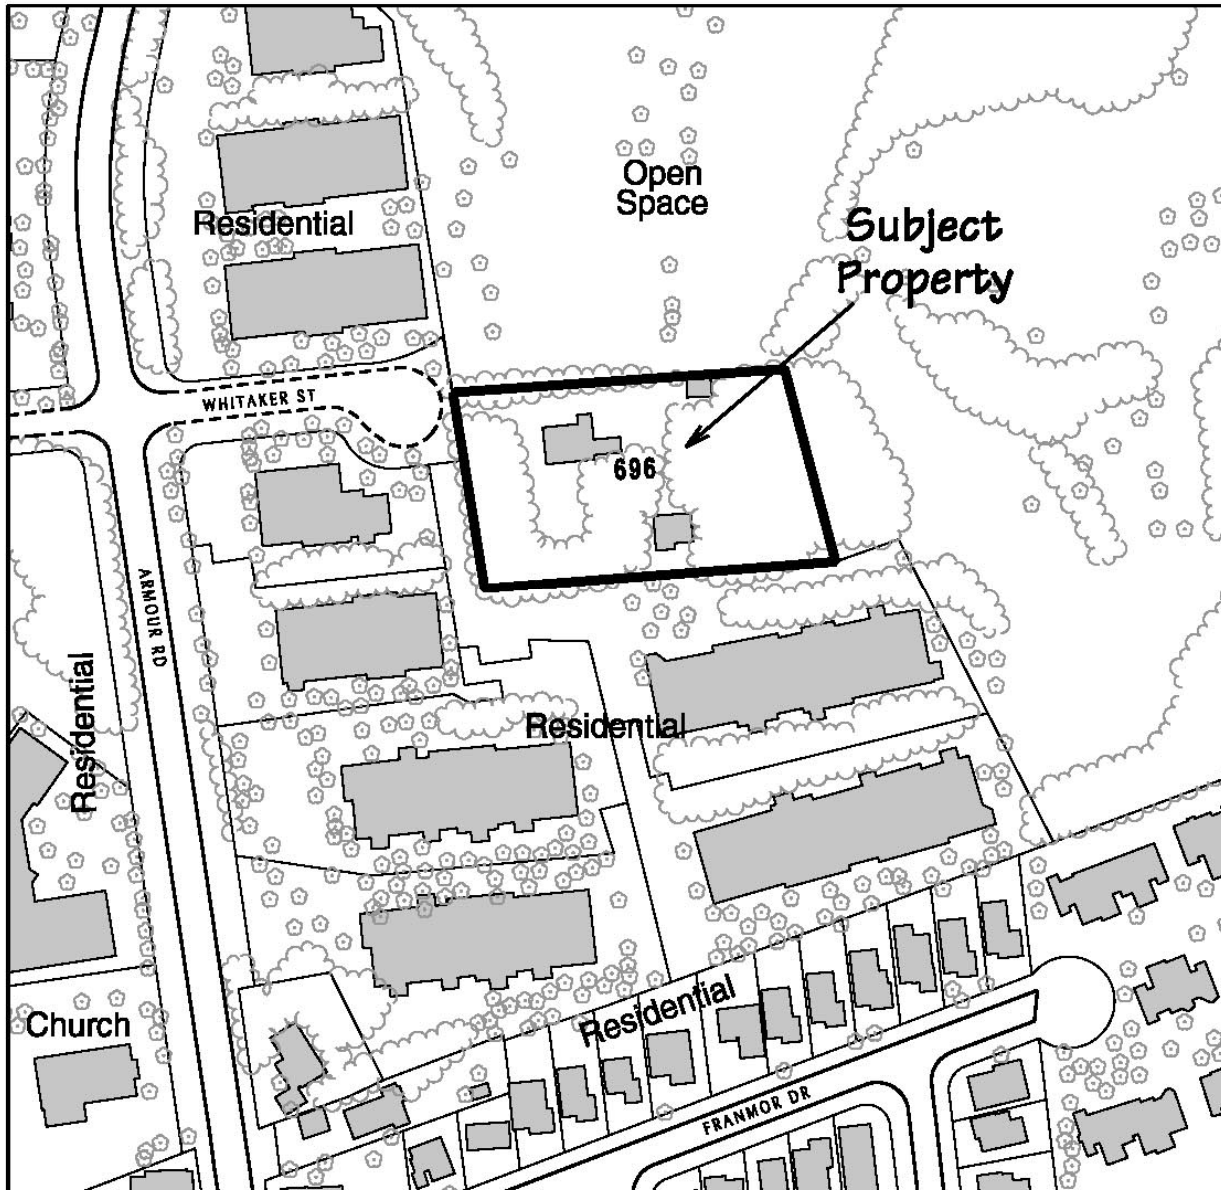 Open
Space
Subject
Property
Residential
WHITAKER ST
696
ARMOUR RD
Residential
Residential
Residential
Church
FRANMOR DR